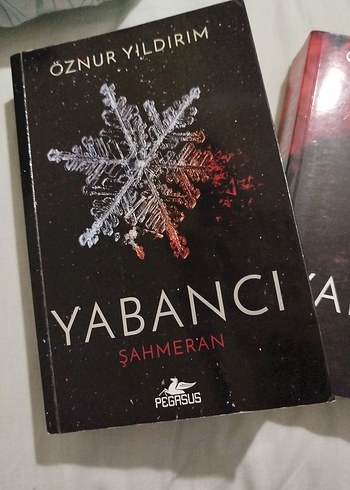 ÖZNUR YILDIRIM
YABANCI
ŞAHMERAN
PEGASUS